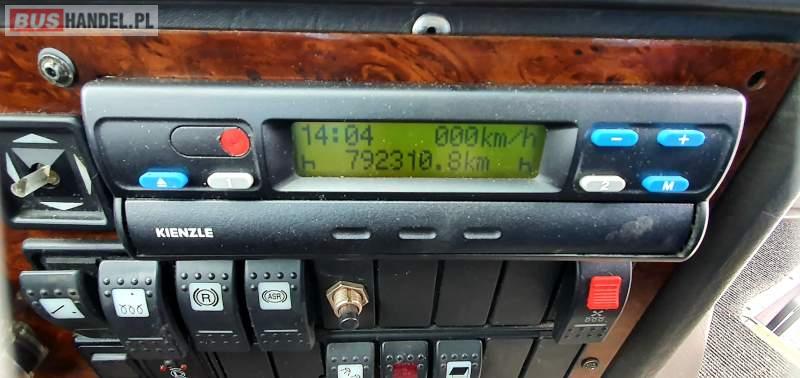 BUSHANDEL.PL
14:04 000km/h
h 792310.8km h
- +
1 2 M
KIENZLE
R ASR